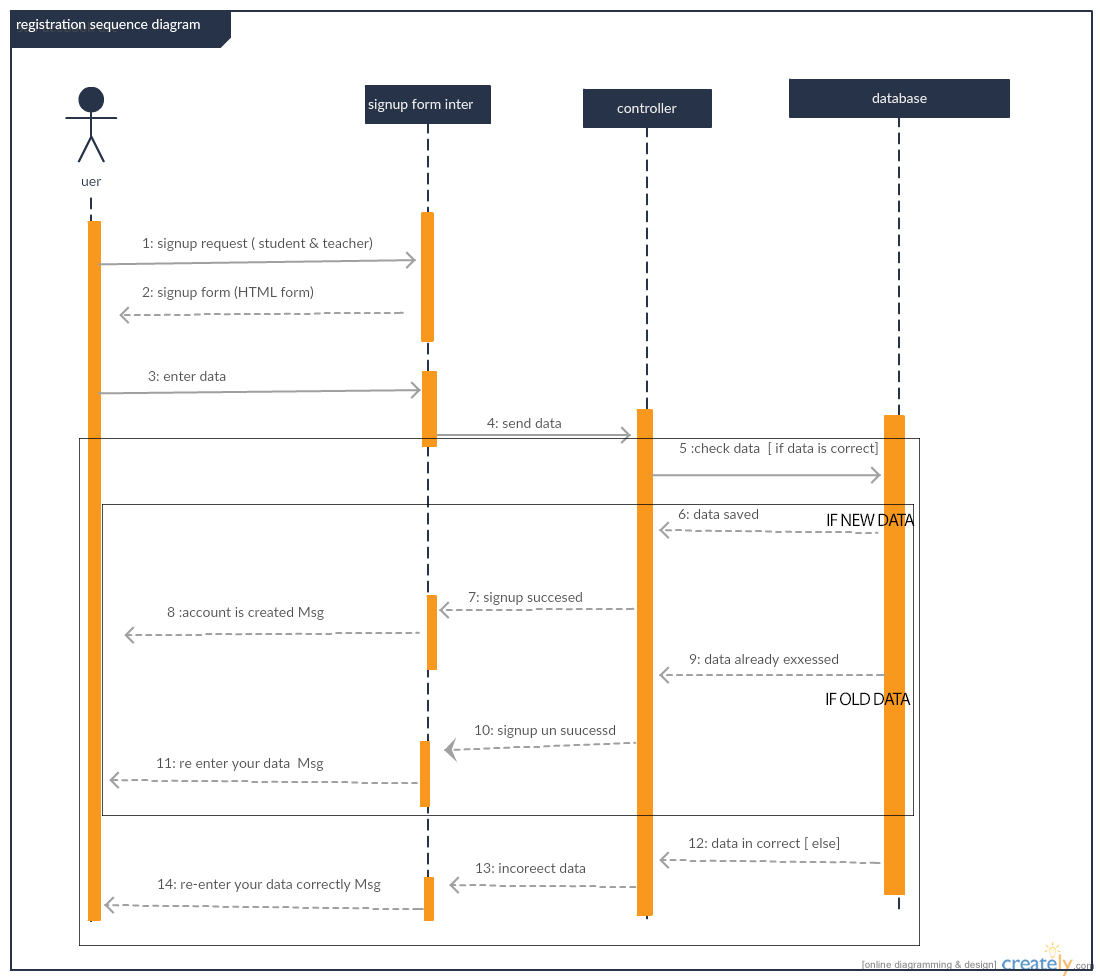 registration sequence diagram
signup form inter
controller
database
uer
1: signup request ( student & teacher)
2: signup form (HTML form)
3: enter data
4: send data
5 :check data [ if data is correct]
6: data saved
IF NEW DATA
7: signup succesed
8 :account is created Msg
9: data already exxessed
IF OLD DATA
10: signup un suucessd
11: re enter your data Msg
12: data in correct [ else]
13: incoreect data
14: re-enter your data correctly Msg
[online diagramming & design] creately.com